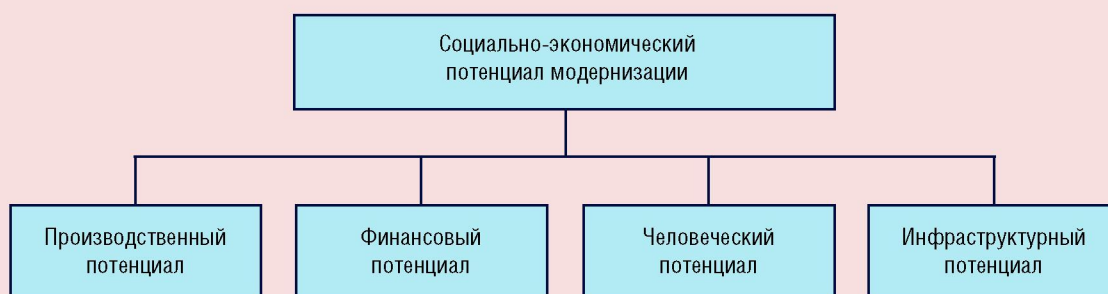 Социально-экономический
потенциал модернизации
Производственный
потенциал
Финансовый
потенциал
Человеческий
потенциал
Инфраструктурный
потенциал